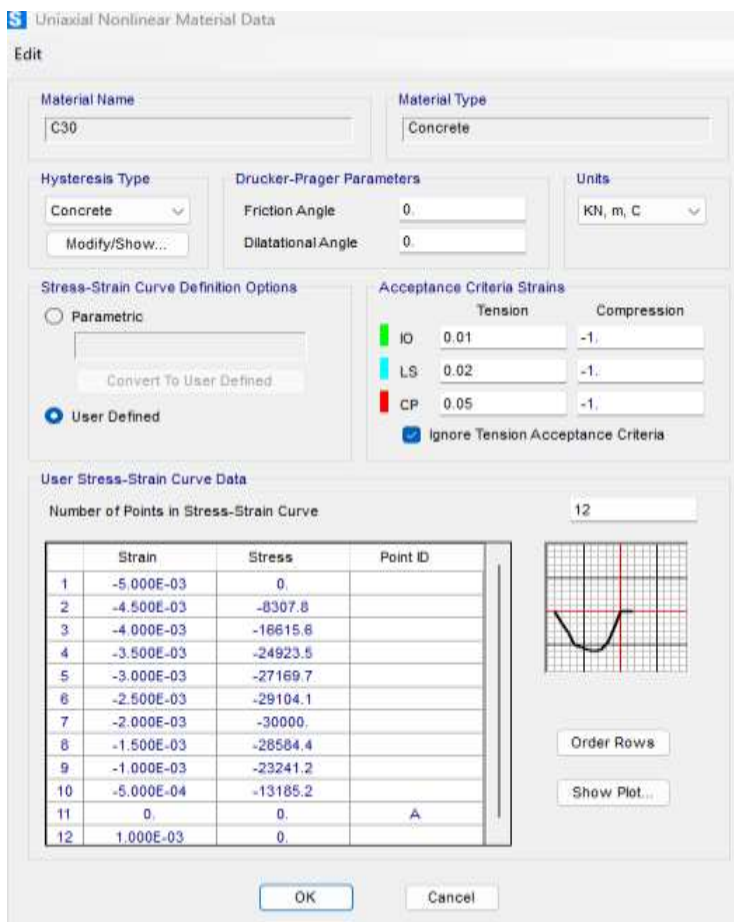 S Uniaxial Nonlinear Material Data
Edit
Material Name
C30
Material Type
Concrete
Hysteresis Type
Concrete
Modify/Show...
Drucker-Prager Parameters
Friction Angle 0.
Dilatational Angle 0.
Units
KN, m, C
Stress-Strain Curve Definition Options
Parametric
Convert To User Defined
User Defined
Acceptance Criteria Strains
Tension Compression
IO 0.01 -1.
LS 0.02 -1.
CP 0.05 -1.
Ignore Tension Acceptance Criteria
User Stress-Strain Curve Data
Number of Points in Stress-Strain Curve 12
Strain Stress Point ID
1 -5.000E-03 0.
2 -4.500E-03 -8307.8
3 -4.000E-03 -16615.6
4 -3.500E-03 -24923.5
5 -3.000E-03 -27169.7
6 -2.500E-03 -29104.1
7 -2.000E-03 -30000.
8 -1.500E-03 -28584.4
9 -1.000E-03 -23241.2
10 -5.000E-04 -13185.2
11 0. 0. A
12 1.000E-03 0.
Order Rows
Show Plot...
OK Cancel